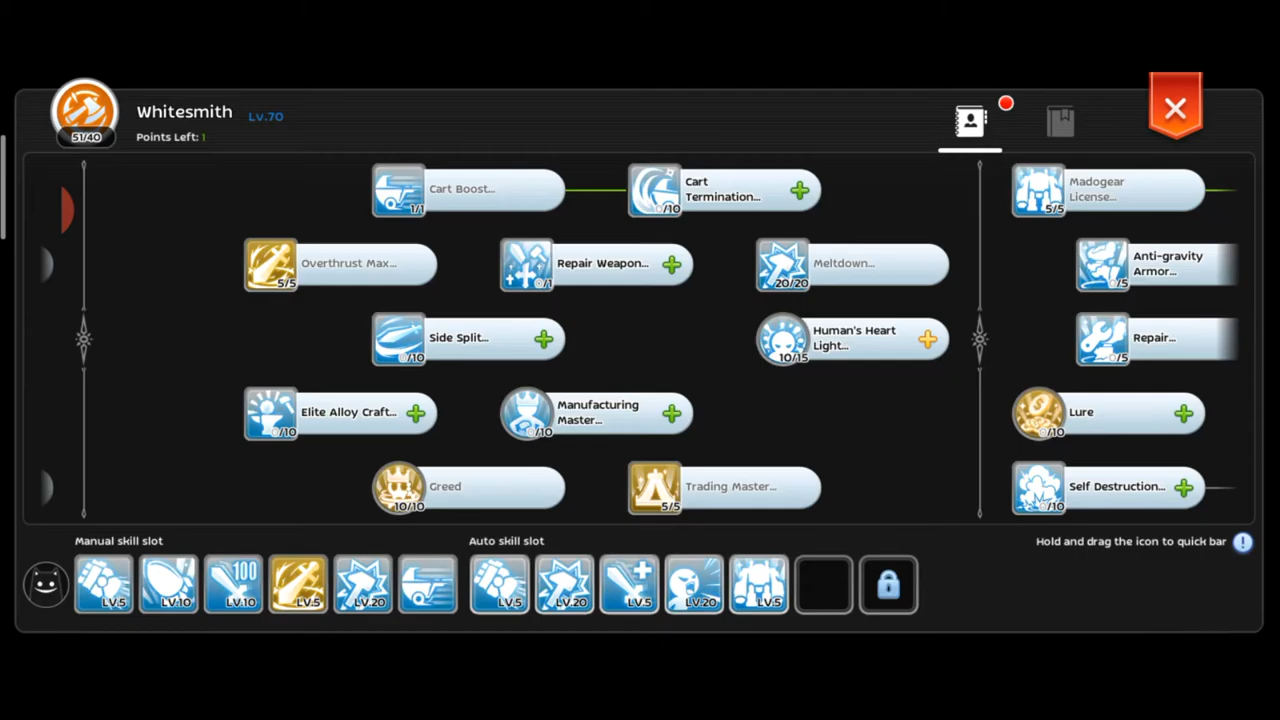 Whitesmith Lv.70
51/40
Points Left: 1
Cart Boost...
1/1
Cart
Termination...
0/10
Madogear
License...
5/5
Overthrust Max...
5/5
Repair Weapon...
0/1
Meltdown...
20/20
Anti-gravity
Armor...
0/5
Side Split...
0/10
Human's Heart
Light...
10/15
Repair...
0/5
Elite Alloy Craft...
0/10
Manufacturing
Master...
0/10
Lure
0/10
Greed
10/10
Trading Master...
5/5
Self Destruction...
0/10
Manual skill slot
Auto skill slot
Hold and drag the icon to quick bar
100
LV.5
LV.10
LV.10
LV.5
LV.20
LV.5
LV.20
LV.5
LV.20
LV.5